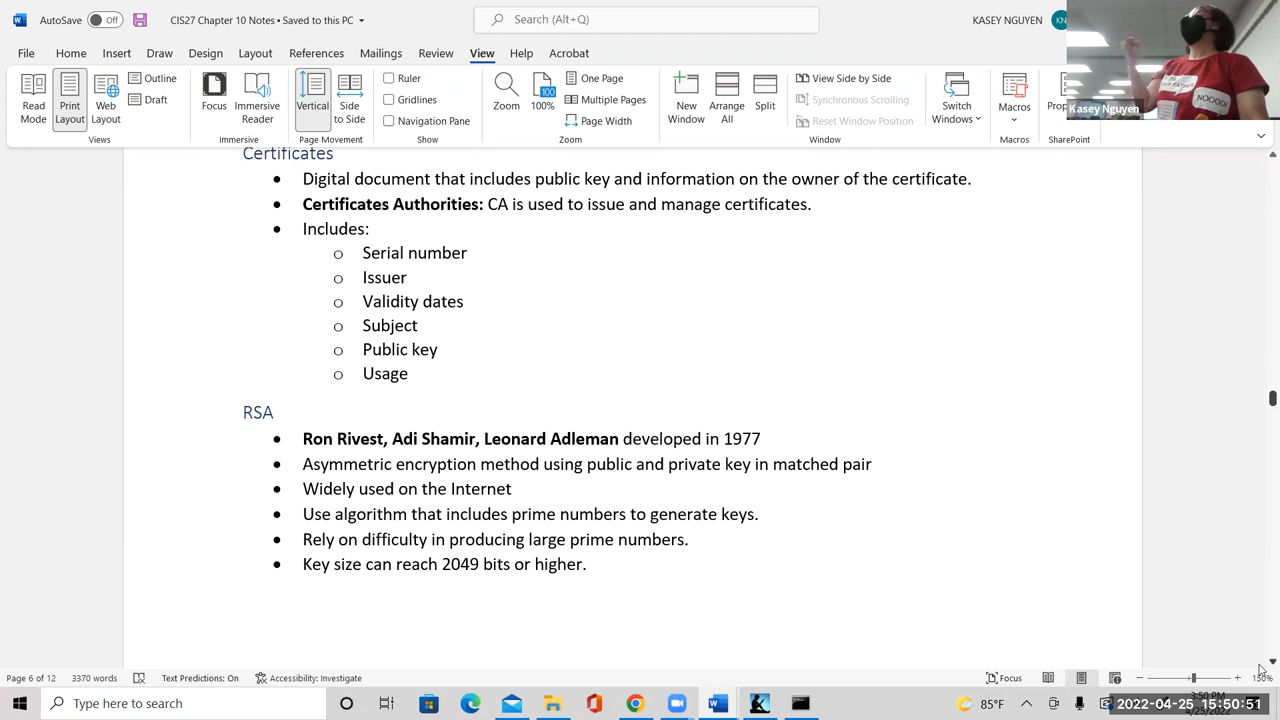 AutoSave Off CIS27 Chapter 10 Notes • Saved to this PC Search (Alt+Q) KASEY NGUYEN KN
File Home Insert Draw Design Layout References Mailings Review View Help Acrobat
Read Mode
Print Layout
Web Layout
Outline
Draft
Views
Focus
Immersive Reader
Immersive
Vertical
Side to Side
Page Movement
Ruler
Gridlines
Navigation Pane
Show
Zoom
100
100%
One Page
Multiple Pages
Page Width
Zoom
New Window
Arrange All
Split
View Side by Side
Synchronous Scrolling
Reset Window Position
Window
Switch Windows
Macros
Macros
SharePoint
Kasey Nguyen
NOOOO!
Certificates
• Digital document that includes public key and information on the owner of the certificate.
• Certificates Authorities: CA is used to issue and manage certificates.
• Includes:
o Serial number
o Issuer
o Validity dates
o Subject
o Public key
o Usage
RSA
• Ron Rivest, Adi Shamir, Leonard Adleman developed in 1977
• Asymmetric encryption method using public and private key in matched pair
• Widely used on the Internet
• Use algorithm that includes prime numbers to generate keys.
• Rely on difficulty in producing large prime numbers.
• Key size can reach 2049 bits or higher.
Page 6 of 12 3370 words Text Predictions: On Accessibility: Investigate Focus 150%
Type here to search 85°F 3:50 PM
2022-04-25 15:50:51
4/25/2022